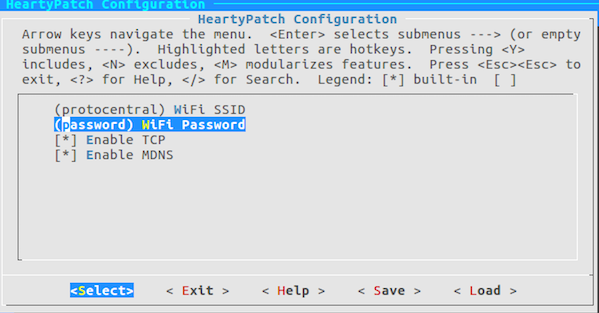 HeartyPatch Configuration
HeartyPatch Configuration
Arrow keys navigate the menu.  <Enter> selects submenus ---> (or empty
submenus ----).  Highlighted letters are hotkeys.  Pressing <Y>
includes, <N> excludes, <M> modularizes features.  Press <Esc><Esc> to
exit, <?> for Help, </> for Search.  Legend: [*] built-in  [ ]
(protocentral) WiFi SSID
(password) WiFi Password
[*] Enable TCP
[*] Enable MDNS
<Select>    < Exit >    < Help >    < Save >    < Load >